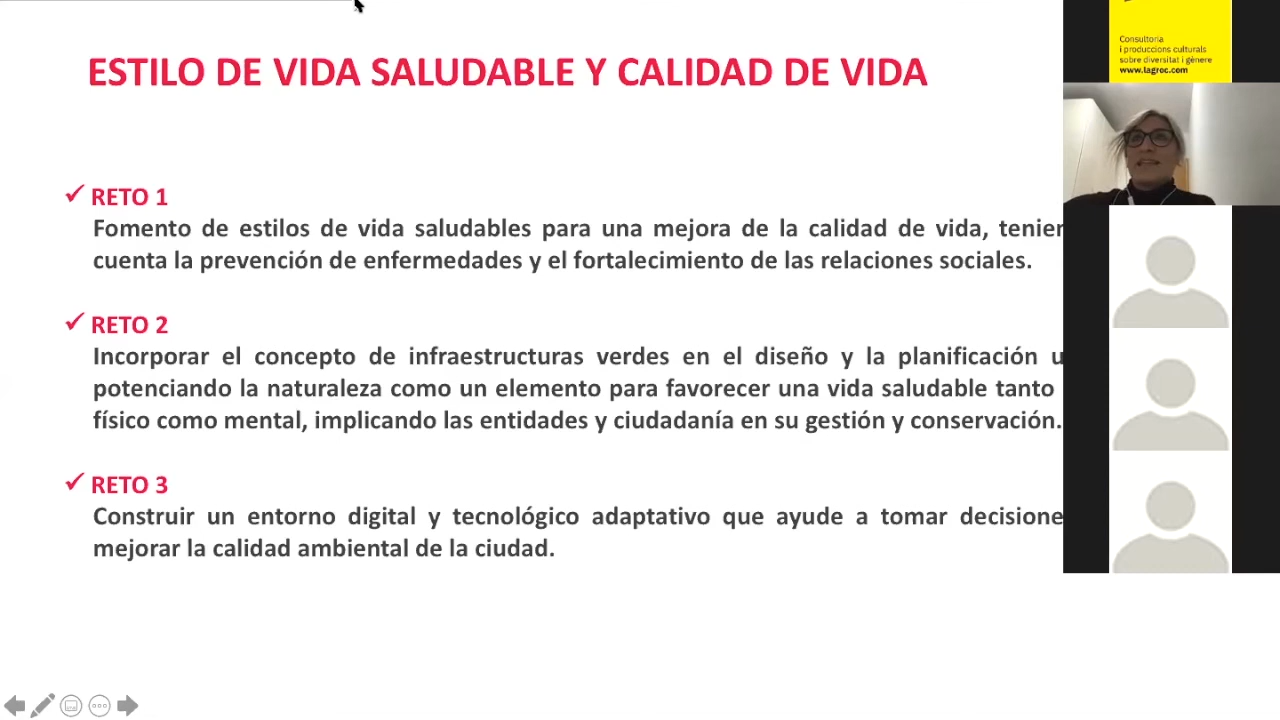 ESTILO DE VIDA SALUDABLE Y CALIDAD DE VIDA
RETO 1
Fomento de estilos de vida saludables para una mejora de la calidad de vida,
cuenta la prevención de enfermedades y el fortalecimiento de las relaciones sociales.
RETO 2
Incorporar el concepto de infraestructuras verdes en el diseño y la planificación
potenciando la naturaleza como un elemento para favorecer una vida saludable tanto
físico como mental, implicando las entidades y ciudadanía en su gestión y conservación.
RETO 3
Construir un entorno digital y tecnológico adaptativo que ayude a tomar
mejorar la calidad ambiental de la ciudad.
Consultoria
i produccions culturals
sobre diversitat i gènere
www.lagroc.com